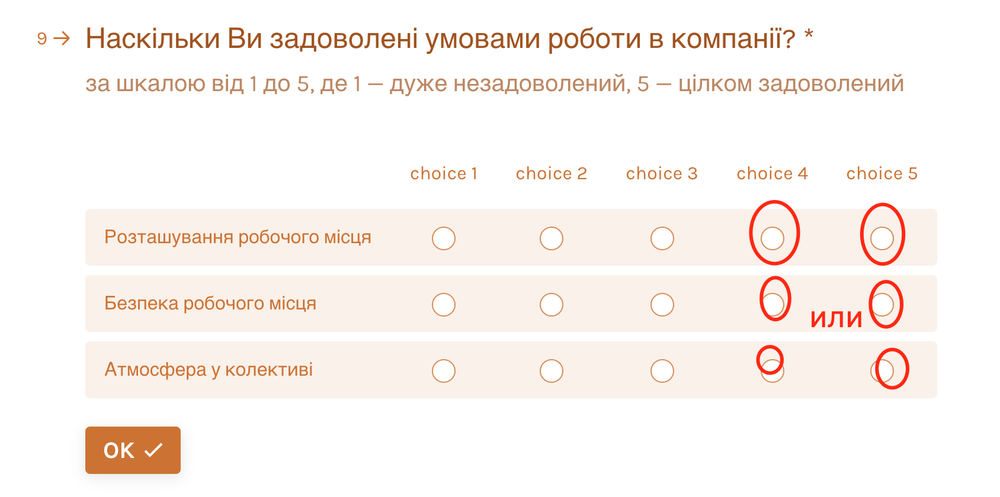 9 → Наскільки Ви задоволені умовами роботи в компанії? *
за шкалою від 1 до 5, де 1 — дуже незадоволений, 5 — цілком задоволений
choice 1 choice 2 choice 3 choice 4 choice 5
Розташування робочого місця
Безпека робочого місця
или
Атмосфера у колективі
OK ✓